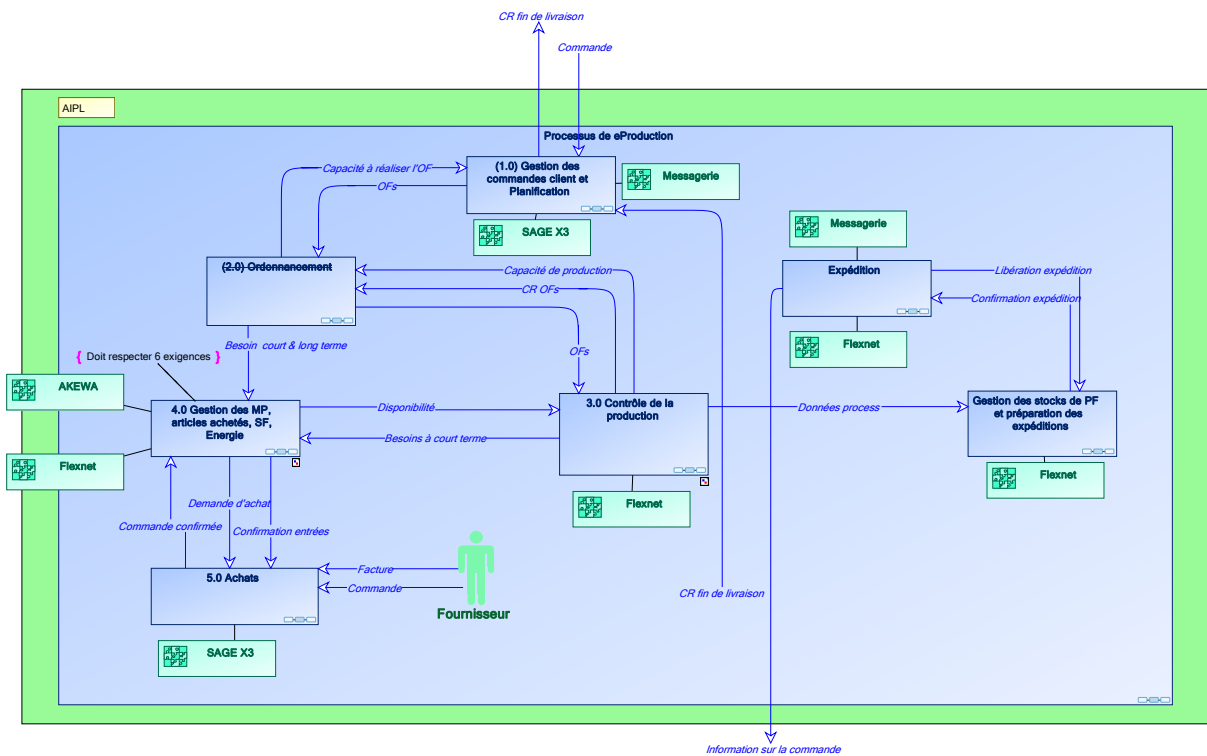 CR fin de livraison
Commande
AIPL
Processus de eProduction
Capacité à réaliser l'OF
OFs
(1.0) Gestion des
commandes client et
Planification
Messagerie
SAGE X3
Messagerie
(2.0) Ordonnancement
Capacité de production
CR OFs
Expédition
Libération expédition
Confirmation expédition
Flexnet
Besoin court & long terme
OFs
{ Doit respecter 6 exigences }
AKEWA
4.0 Gestion des MP,
articles achetés, SF,
Energie
Disponibilité
Besoins à court terme
3.0 Contrôle de la
production
Données process
Gestion des stocks de PF
et préparation des
expéditions
Flexnet
Flexnet
Flexnet
Demande d'achat
Commande confirmée
Confirmation entrées
5.0 Achats
Facture
Commande
Fournisseur
CR fin de livraison
SAGE X3
Information sur la commande